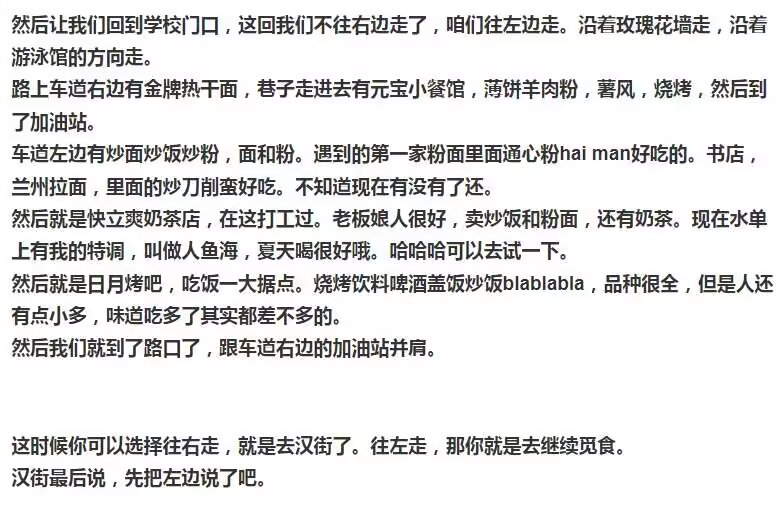 然后让我们回到学校门口，这回我们不往右边走了，咱们往左边走。沿着玫瑰花墙走，沿着
游泳馆的方向走。
路上车道右边有金牌热干面，巷子走进去有元宝小餐馆，薄饼羊肉粉，薯风，烧烤，然后到
了加油站。
车道左边有炒面炒饭炒粉，面和粉。遇到的第一家粉面里面通心粉hai man好吃的。书店，
兰州拉面，里面的炒刀削蛮好吃。不知道现在有没有了还。
然后就是快立爽奶茶店，在这打工过。老板娘人很好，卖炒饭和粉面，还有奶茶。现在水单
上有我的特调，叫做人鱼海，夏天喝很好哦。哈哈哈可以去试一下。
然后就是日月烤吧，吃饭一大据点。烧烤饮料啤酒盖饭炒饭blablabla，品种很全，但是人还
有点小多，味道吃多了其实都差不多的。
然后我们就到了路口了，跟车道右边的加油站并肩。
这时候你可以选择往右走，就是去汉街了。往左走，那你就是去继续觅食。
汉街最后说，先把左边说了吧。